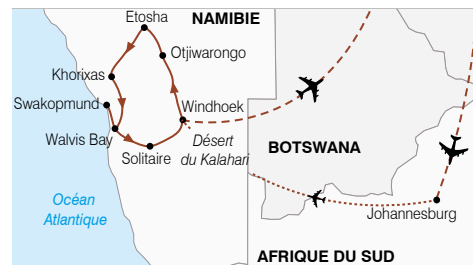 Etosha
NAMIBIE
Otjiwarongo
Khorixas
Swakopmund
Windhoek
Walvis Bay
Désert
du Kalahari
Solitaire
BOTSWANA
Océan
Atlantique
Johannesburg
AFRIQUE DU SUD